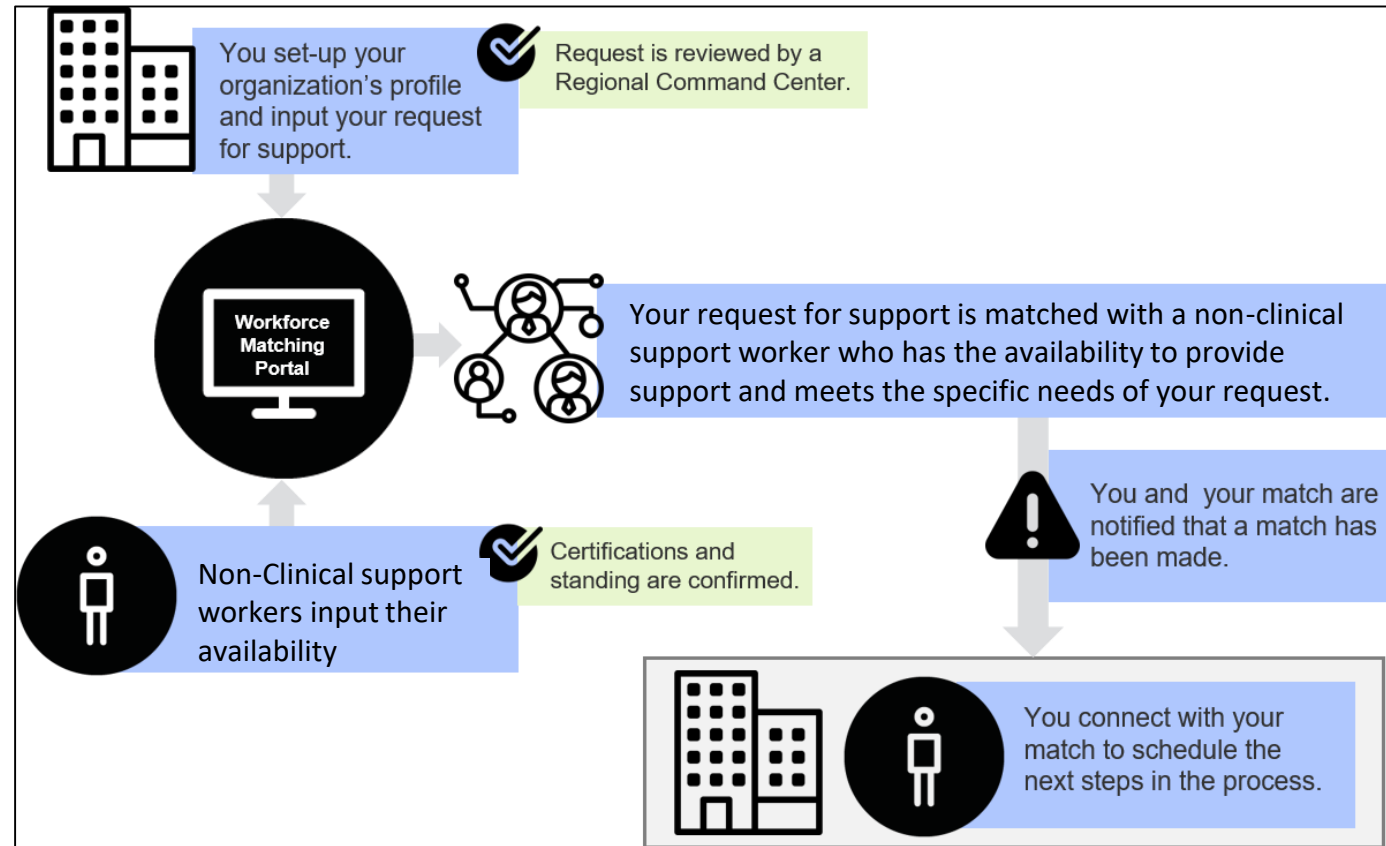 You set-up your
organization’s profile
and input your request
for support.
Request is reviewed by a
Regional Command Center.
Workforce
Matching
Portal
Your request for support is matched with a non-clinical
support worker who has the availability to provide
support and meets the specific needs of your request.
You and  your match are
notified that a match has
been made.
Non-Clinical support
workers input their
availability
Certifications and
standing are confirmed.
You connect with your
match to schedule the
next steps in the process.